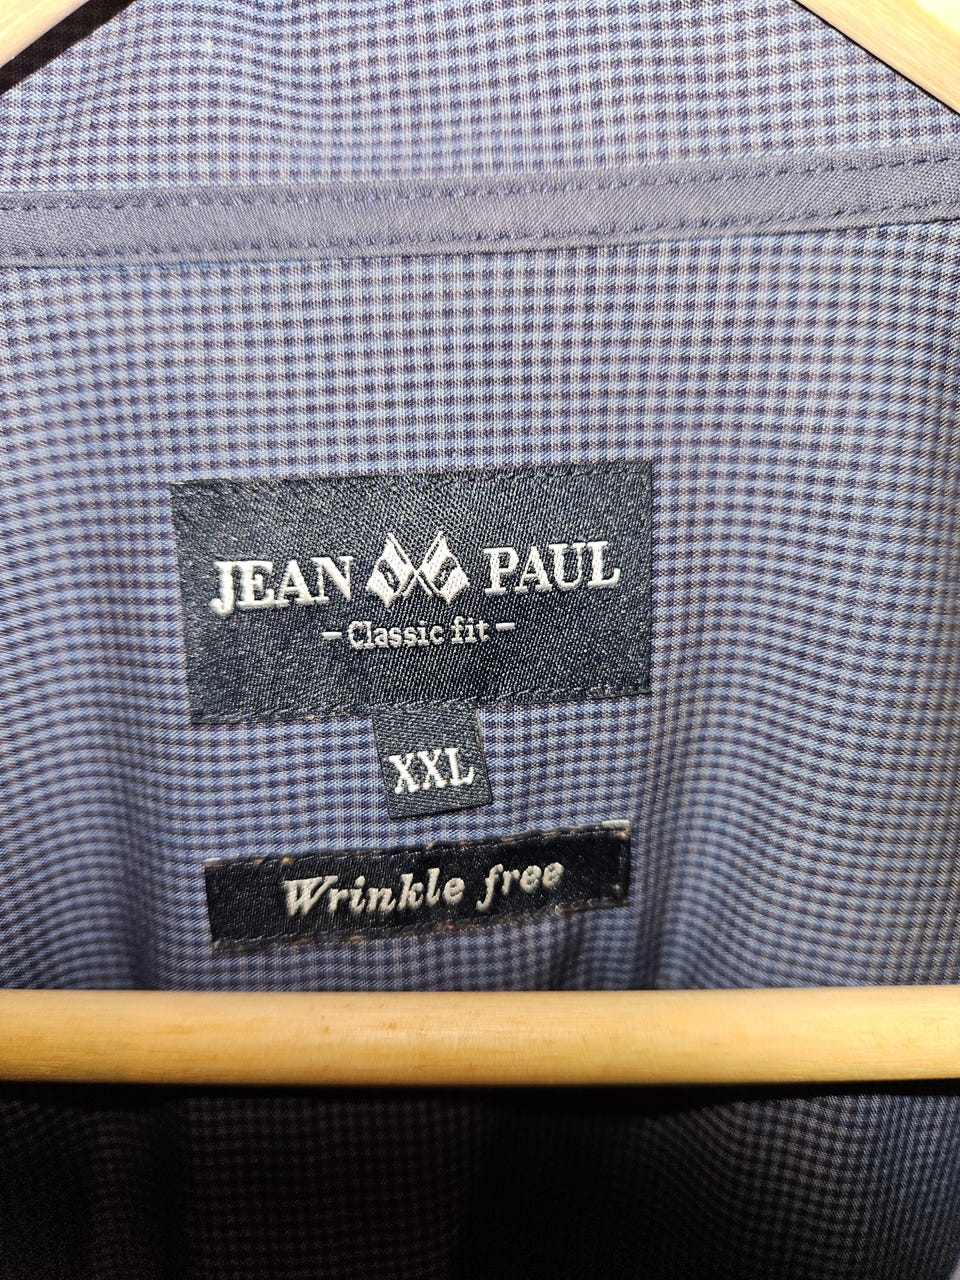 JEAN PAUL
-Classic fit-
XXL
Wrinkle free